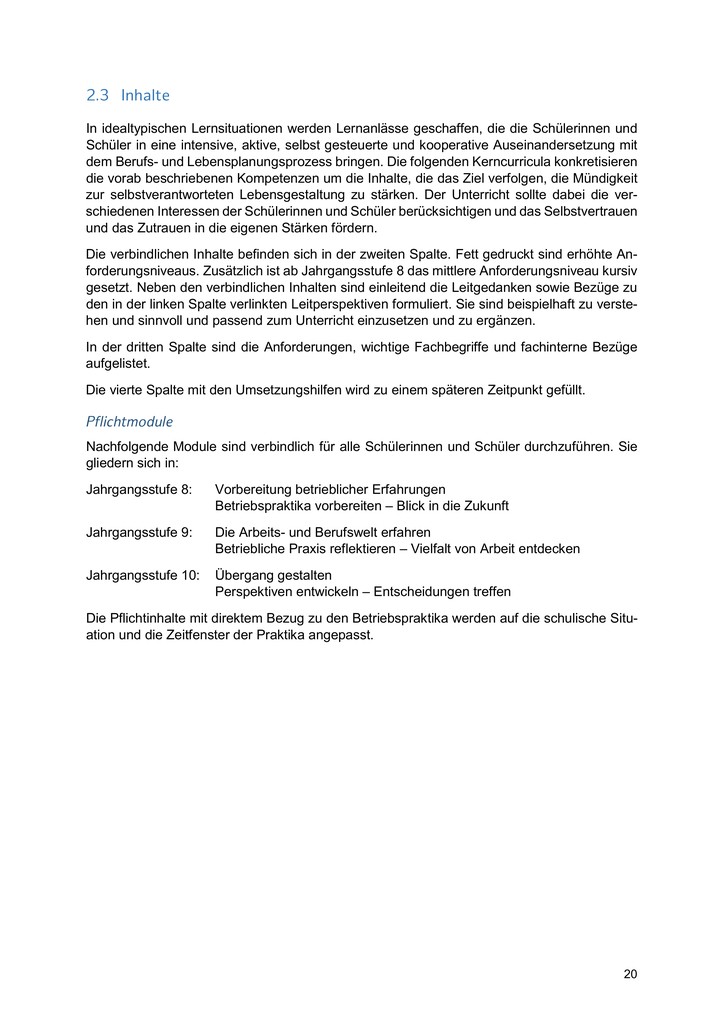 2.3 Inhalte
In idealtypischen Lernsituationen werden Lernanlässe geschaffen, die die Schülerinnen und
Schüler in eine intensive, aktive, selbst gesteuerte und kooperative Auseinandersetzung mit
dem Berufs- und Lebensplanungsprozess bringen. Die folgenden Kerncurricula konkretisieren
die vorab beschriebenen Kompetenzen um die Inhalte, die das Ziel verfolgen, die Mündigkeit
zur selbstverantworteten Lebensgestaltung zu stärken. Der Unterricht sollte dabei die ver-
schiedenen Interessen der Schülerinnen und Schüler berücksichtigen und das Selbstvertrauen
und das Zutrauen in die eigenen Stärken fördern.
Die verbindlichen Inhalte befinden sich in der zweiten Spalte. Fett gedruckt sind erhöhte An-
forderungsniveaus. Zusätzlich ist ab Jahrgangsstufe 8 das mittlere Anforderungsniveau kursiv
gesetzt. Neben den verbindlichen Inhalten sind einleitend die Leitgedanken sowie Bezüge zu
den in der linken Spalte verlinkten Leitperspektiven formuliert. Sie sind beispielhaft zu verste-
hen und sinnvoll und passend zum Unterricht einzusetzen und zu ergänzen.
In der dritten Spalte sind die Anforderungen, wichtige Fachbegriffe und fachinterne Bezüge
aufgelistet.
Die vierte Spalte mit den Umsetzungshilfen wird zu einem späteren Zeitpunkt gefüllt.
Pflichtmodule
Nachfolgende Module sind verbindlich für alle Schülerinnen und Schüler durchzuführen. Sie
gliedern sich in:
Jahrgangsstufe 8: Vorbereitung betrieblicher Erfahrungen
Betriebspraktika vorbereiten – Blick in die Zukunft
Jahrgangsstufe 9: Die Arbeits- und Berufswelt erfahren
Betriebliche Praxis reflektieren – Vielfalt von Arbeit entdecken
Jahrgangsstufe 10: Übergang gestalten
Perspektiven entwickeln – Entscheidungen treffen
Die Pflichtinhalte mit direktem Bezug zu den Betriebspraktika werden auf die schulische Situ-
ation und die Zeitfenster der Praktika angepasst.
20